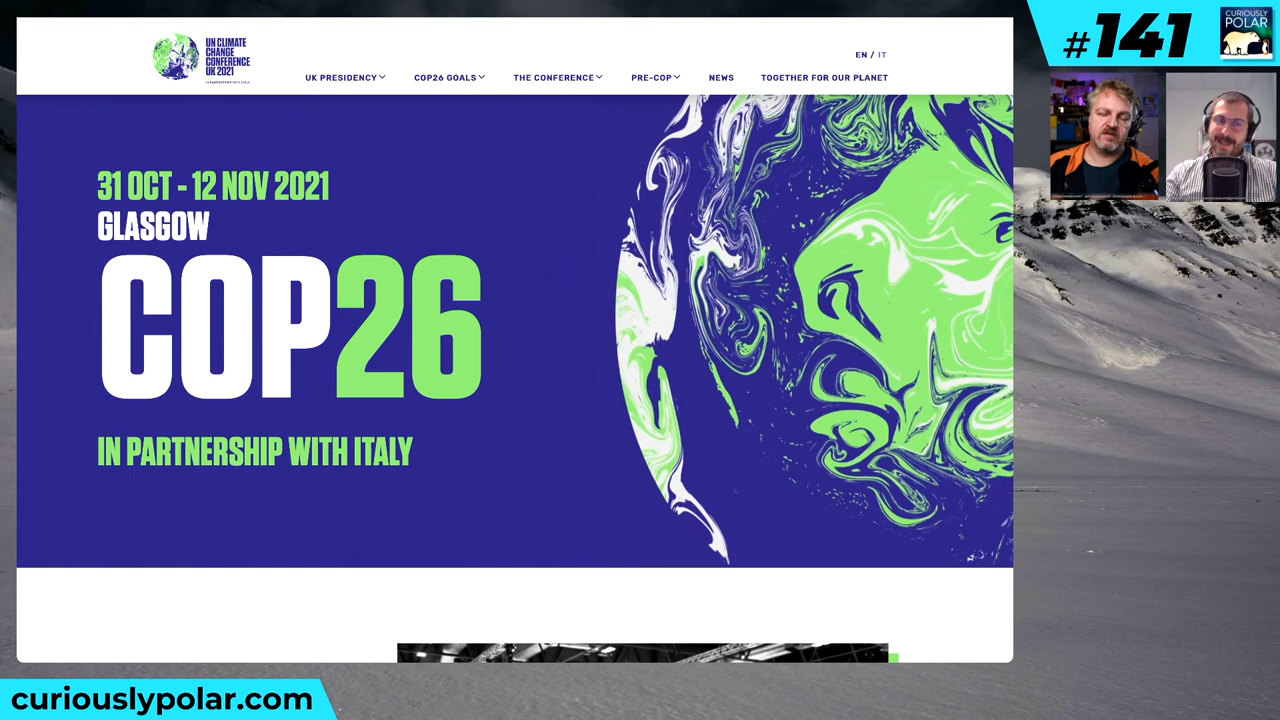 UN CLIMATE
CHANGE
CONFERENCE
UK 2021
EN / IT
UK PRESIDENCY
COP26 GOALS
THE CONFERENCE
PRE-COP
NEWS
TOGETHER FOR OUR PLANET
31 OCT - 12 NOV 2021
GLASGOW
COP26
IN PARTNERSHIP WITH ITALY
#141
CURIOUSLY
POLAR
curiouslypolar.com